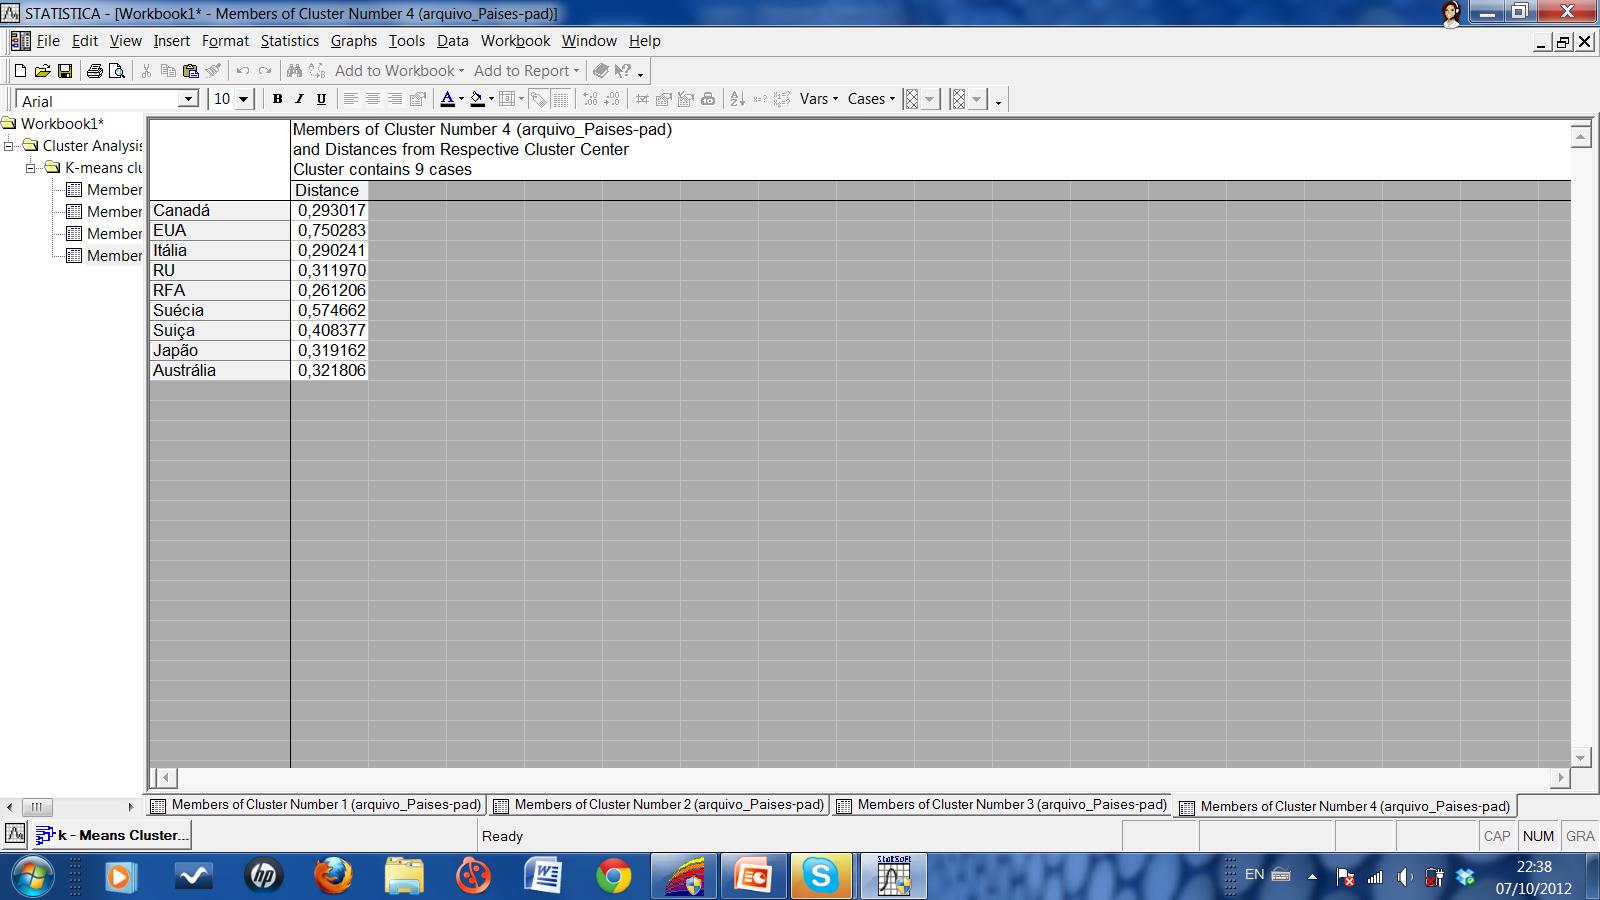 STATISTICA - [Workbook1* - Members of Cluster Number 4 (arquivo_Paises-pad)]
File Edit View Insert Format Statistics Graphs Tools Data Workbook Window Help
Add to Workbook Add to Report
Arial 10 B I U A Vars Cases
Workbook1*
Cluster Analysis
K-means clu
Member
Member
Member
Member
Members of Cluster Number 4 (arquivo_Paises-pad)
and Distances from Respective Cluster Center
Cluster contains 9 cases
Distance
Canadá 0,293017
EUA 0,750283
Itália 0,290241
RU 0,311970
RFA 0,261206
Suécia 0,574662
Suiça 0,408377
Japão 0,319162
Austrália 0,321806
Members of Cluster Number 1 (arquivo_Paises-pad) Members of Cluster Number 2 (arquivo_Paises-pad) Members of Cluster Number 3 (arquivo_Paises-pad) Members of Cluster Number 4 (arquivo_Paises-pad)
k - Means Cluster... Ready CAP NUM GRA
StatSoft
EN
22:38
07/10/2012